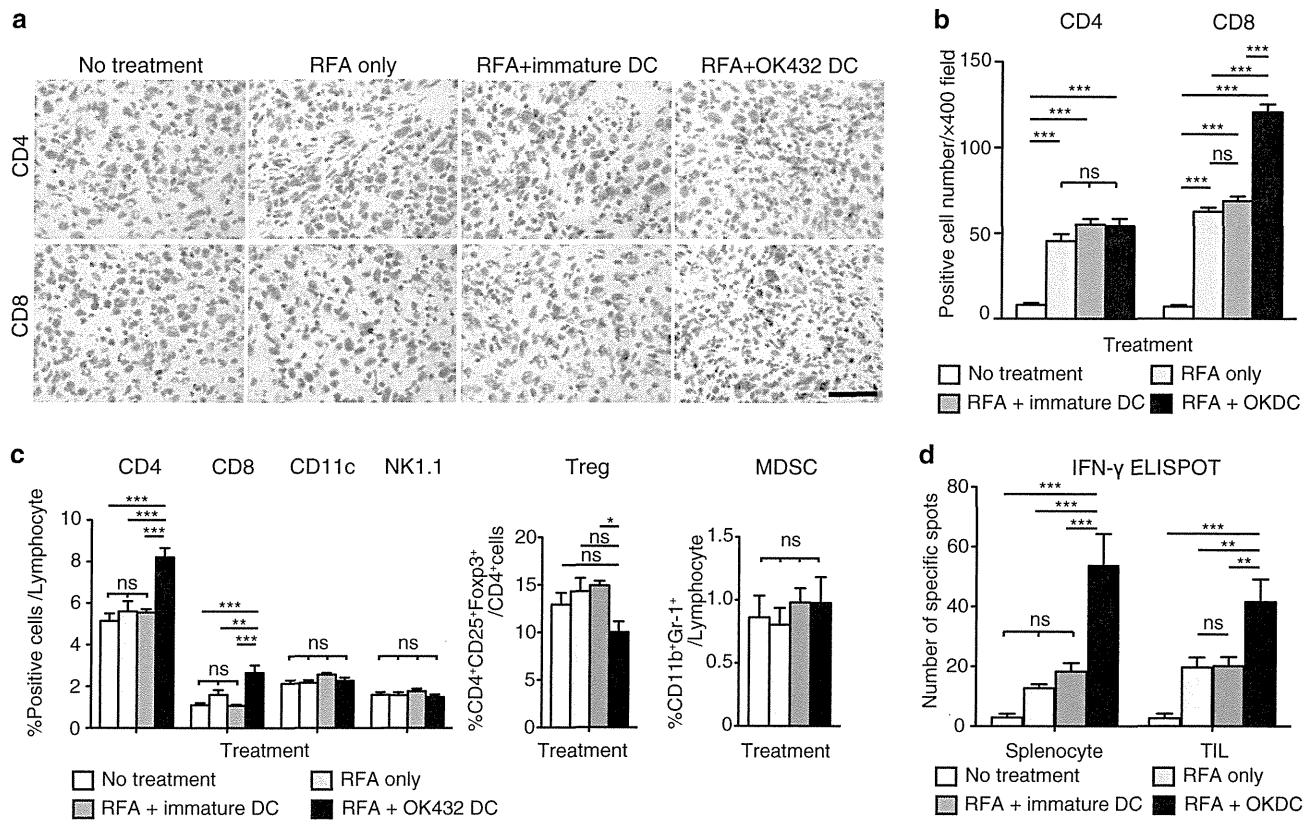 a
No treatment RFA only RFA+immature DC RFA+OK432 DC
CD4
CD8
b
CD4 CD8
Positive cell number/×400 field
150
100
50
0
***
***
***
ns
***
***
***
***
ns
***
Treatment
No treatment RFA only
RFA + immature DC RFA + OKDC
c
CD4 CD8 CD11c NK1.1
%Positive cells /Lymphocyte
10
8
6
4
2
0
***
***
***
ns
***
**
***
ns
ns
ns
Treatment
Treg
%CD4⁺CD25⁺Foxp3⁺
/CD4⁺cells
20
15
10
5
0
*
ns
ns
Treatment
MDSC
%CD11b⁺Gr-1⁺
/Lymphocyte
1.5
1.0
0.5
0
ns
Treatment
No treatment RFA only
RFA + immature DC RFA + OK432 DC
d
IFN-γ ELISPOT
Number of specific spots
80
60
40
20
0
***
***
***
ns
***
**
**
ns
Splenocyte TIL
No treatment RFA only
RFA + immature DC RFA + OKDC